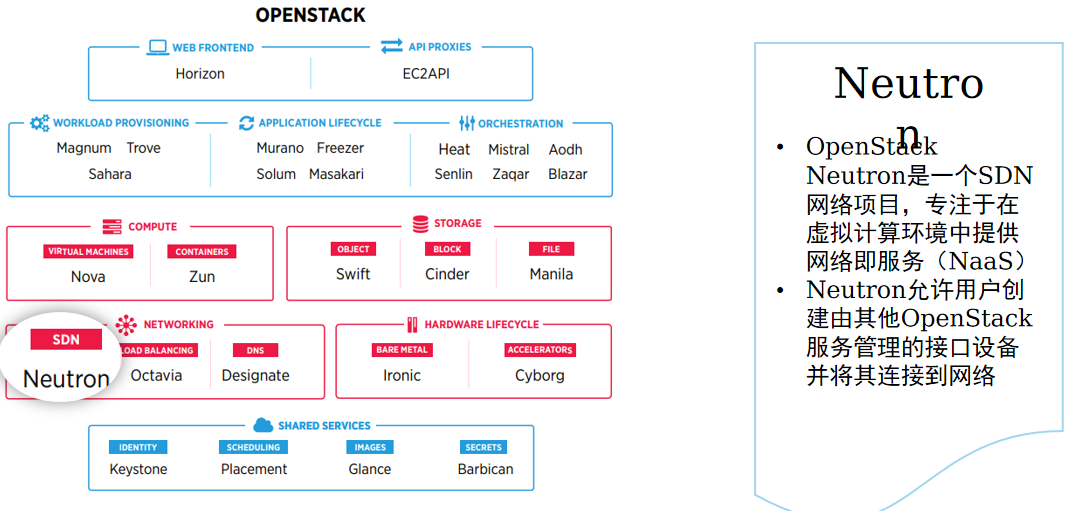 OPENSTACK
WEB FRONTEND
API PROXIES
Horizon
EC2API
WORKLOAD PROVISIONING
APPLICATION LIFECYCLE
ORCHESTRATION
Magnum Trove
Murano Freezer
Heat Mistral Aodh
Sahara
Solum Masakari
Senlin Zaqar Blazar
COMPUTE
STORAGE
VIRTUAL MACHINES
CONTAINERS
OBJECT
BLOCK
FILE
Nova
Zun
Swift
Cinder
Manila
NETWORKING
HARDWARE LIFECYCLE
SDN
LOAD BALANCING
DNS
BARE METAL
ACCELERATORS
Neutron
Octavia
Designate
Ironic
Cyborg
SHARED SERVICES
IDENTITY
SCHEDULING
IMAGES
SECRETS
Keystone
Placement
Glance
Barbican
Neutro
n
• OpenStack
Neutron是一个SDN
网络项目，专注于在
虚拟计算环境中提供
网络即服务（NaaS）
• Neutron允许用户创
建由其他OpenStack
服务管理的接口设备
并将其连接到网络